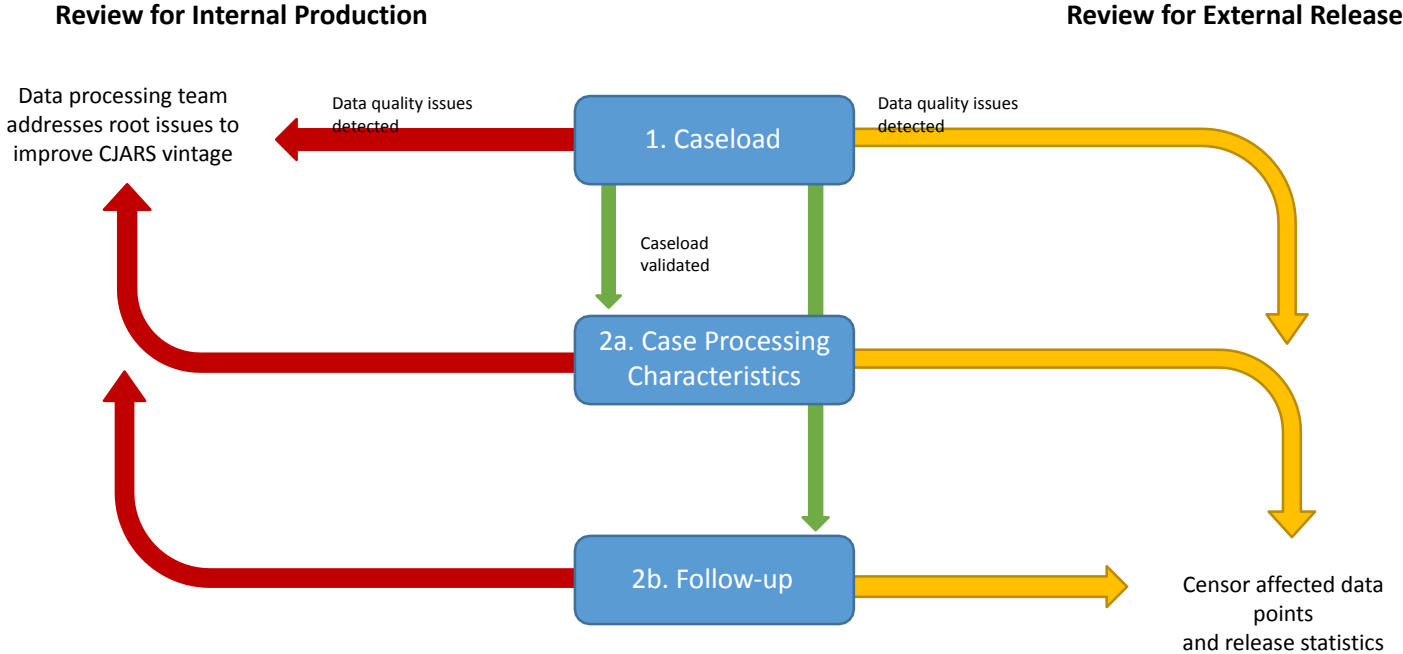 Review for Internal Production
Review for External Release
Data processing team
addresses root issues to
improve CJARS vintage
Data quality issues
detected
1. Caseload
Data quality issues
detected
Caseload
validated
2a. Case Processing
Characteristics
2b. Follow-up
Censor affected data
points
and release statistics